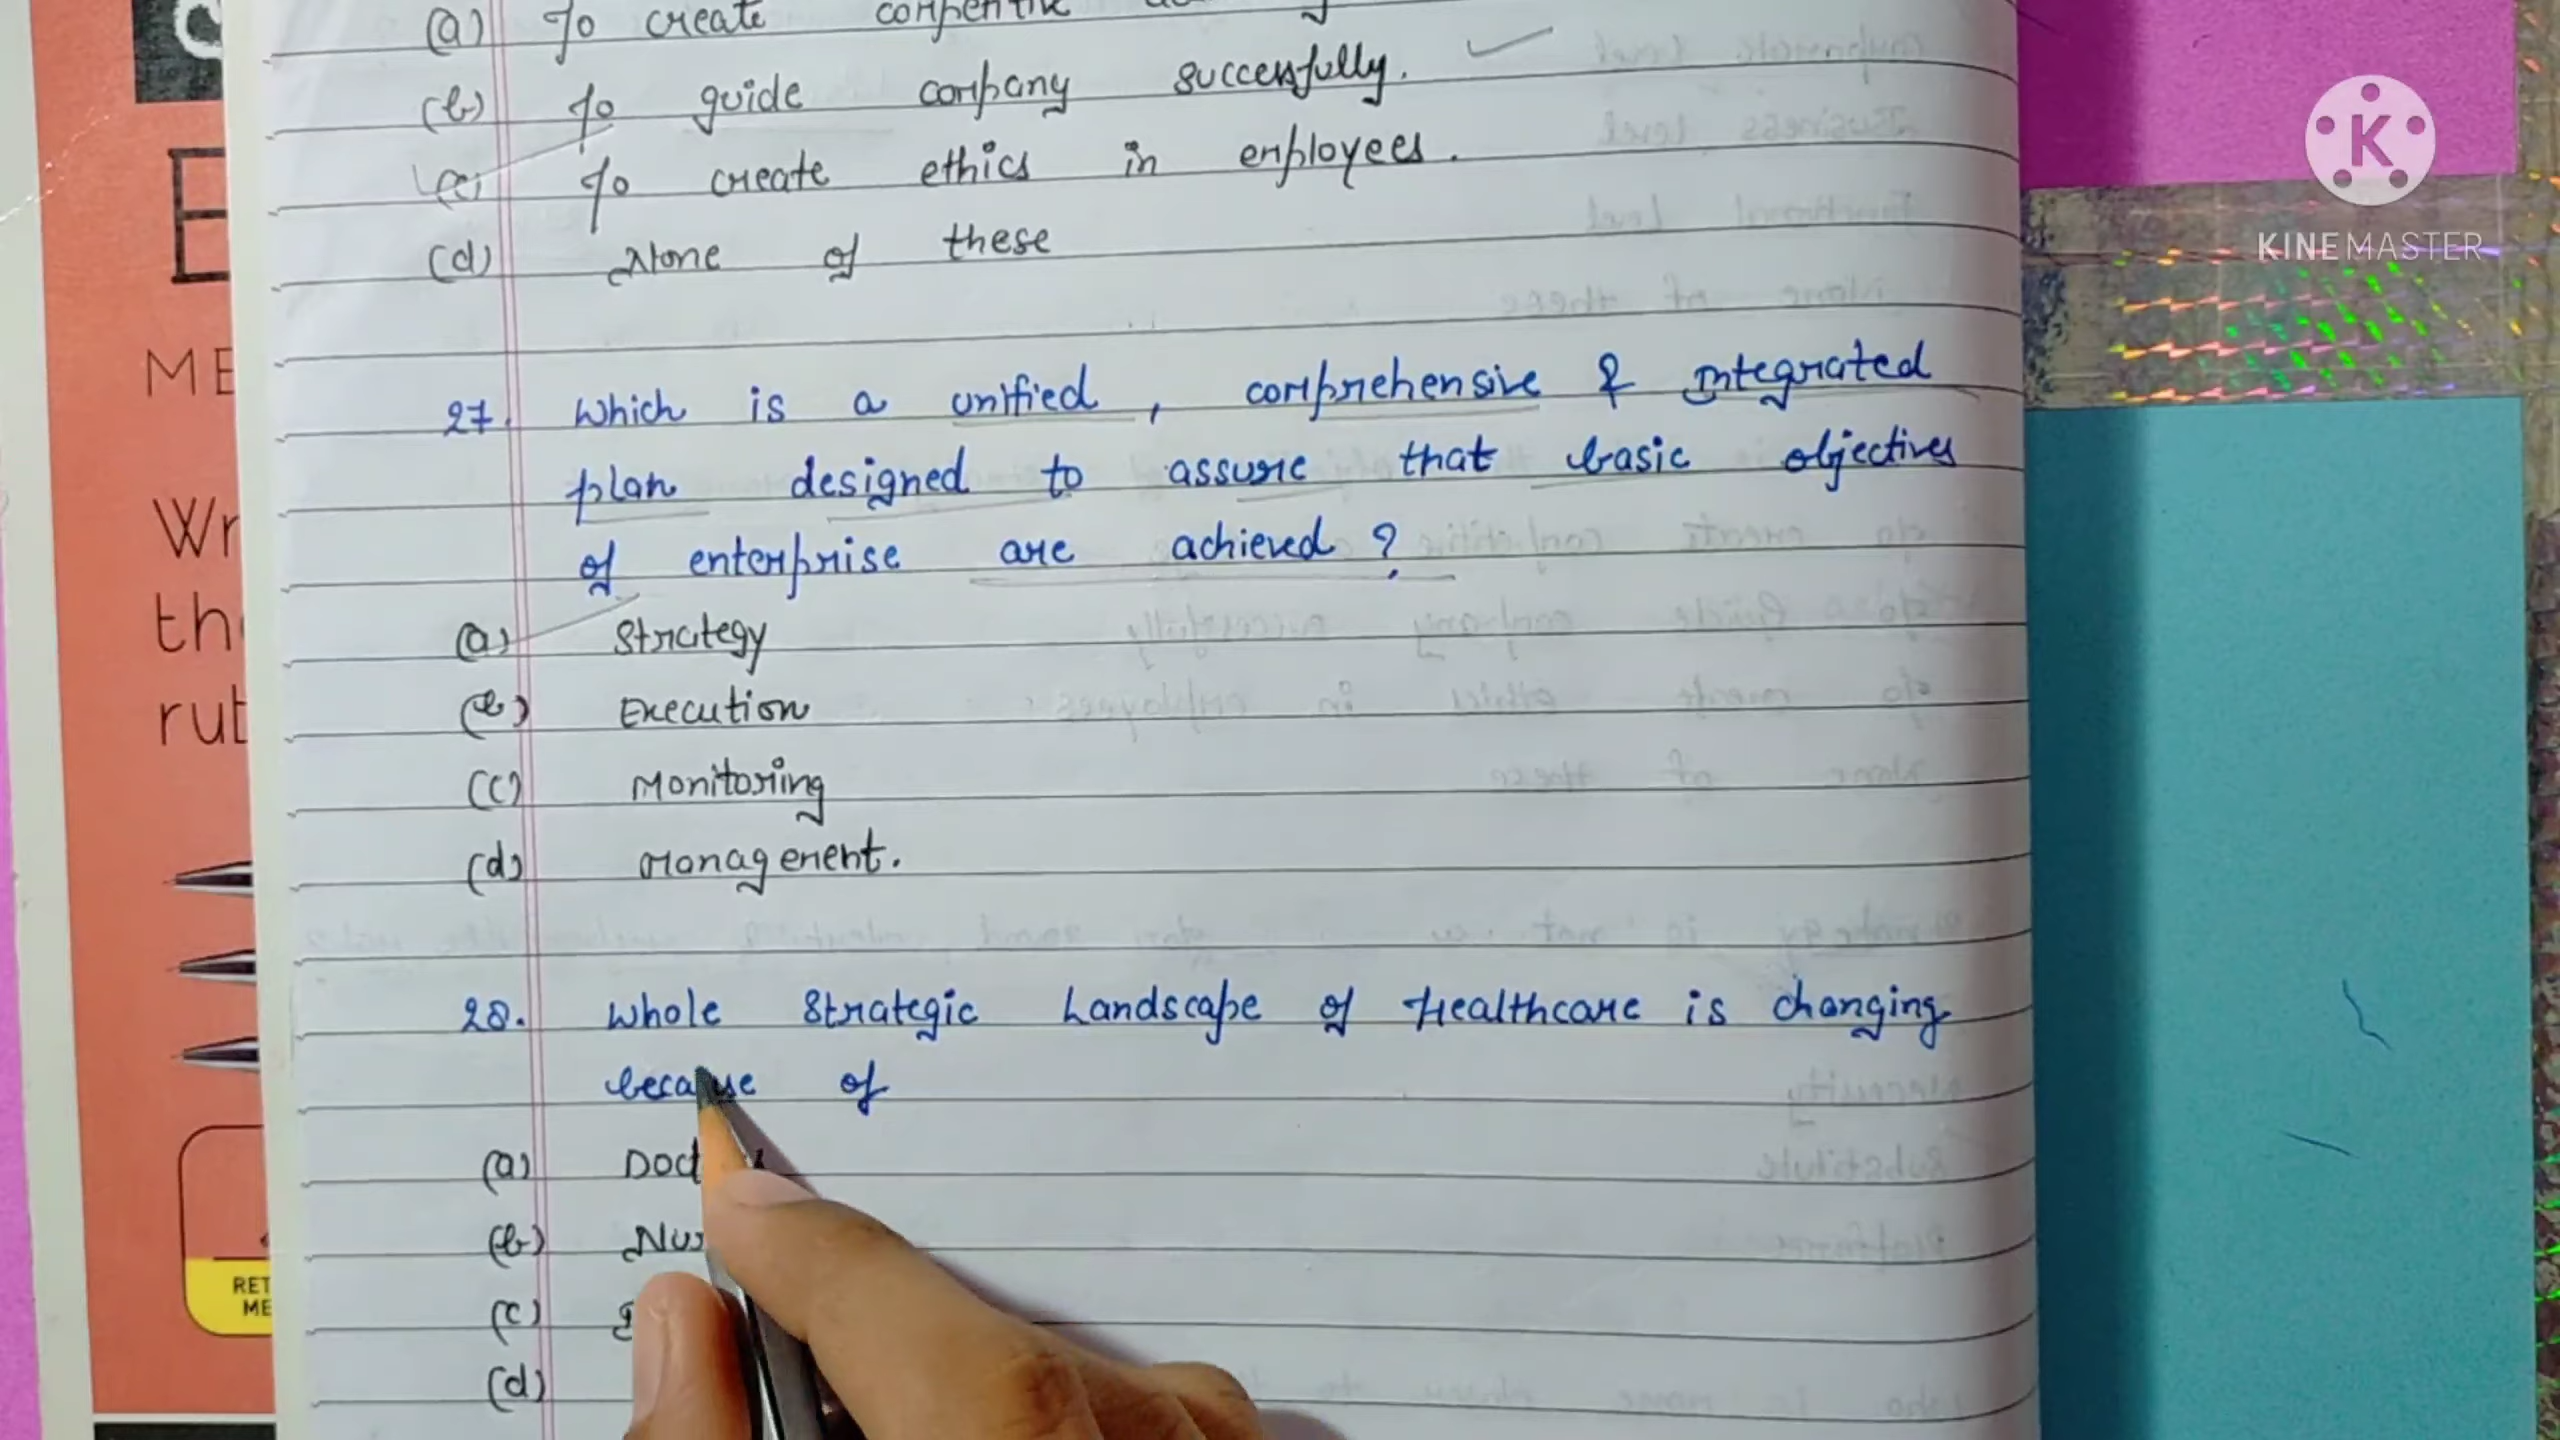 (a) To create
(b) To guide company successfully.
(c) To create ethics in employees.
(d) None of these
27. Which is a unified, comprehensive & Integrated
plan designed to assure that basic objectives
of enterprise are achieved?
(a) Strategy
(b) Execution
(c) Monitoring
(d) Management.
28. Whole Strategic Landscape of Healthcare is changing
because of
(a)
(b)
(c)
(d)
K
KINEMASTER
ME
Wr
th
rub
RET
ME